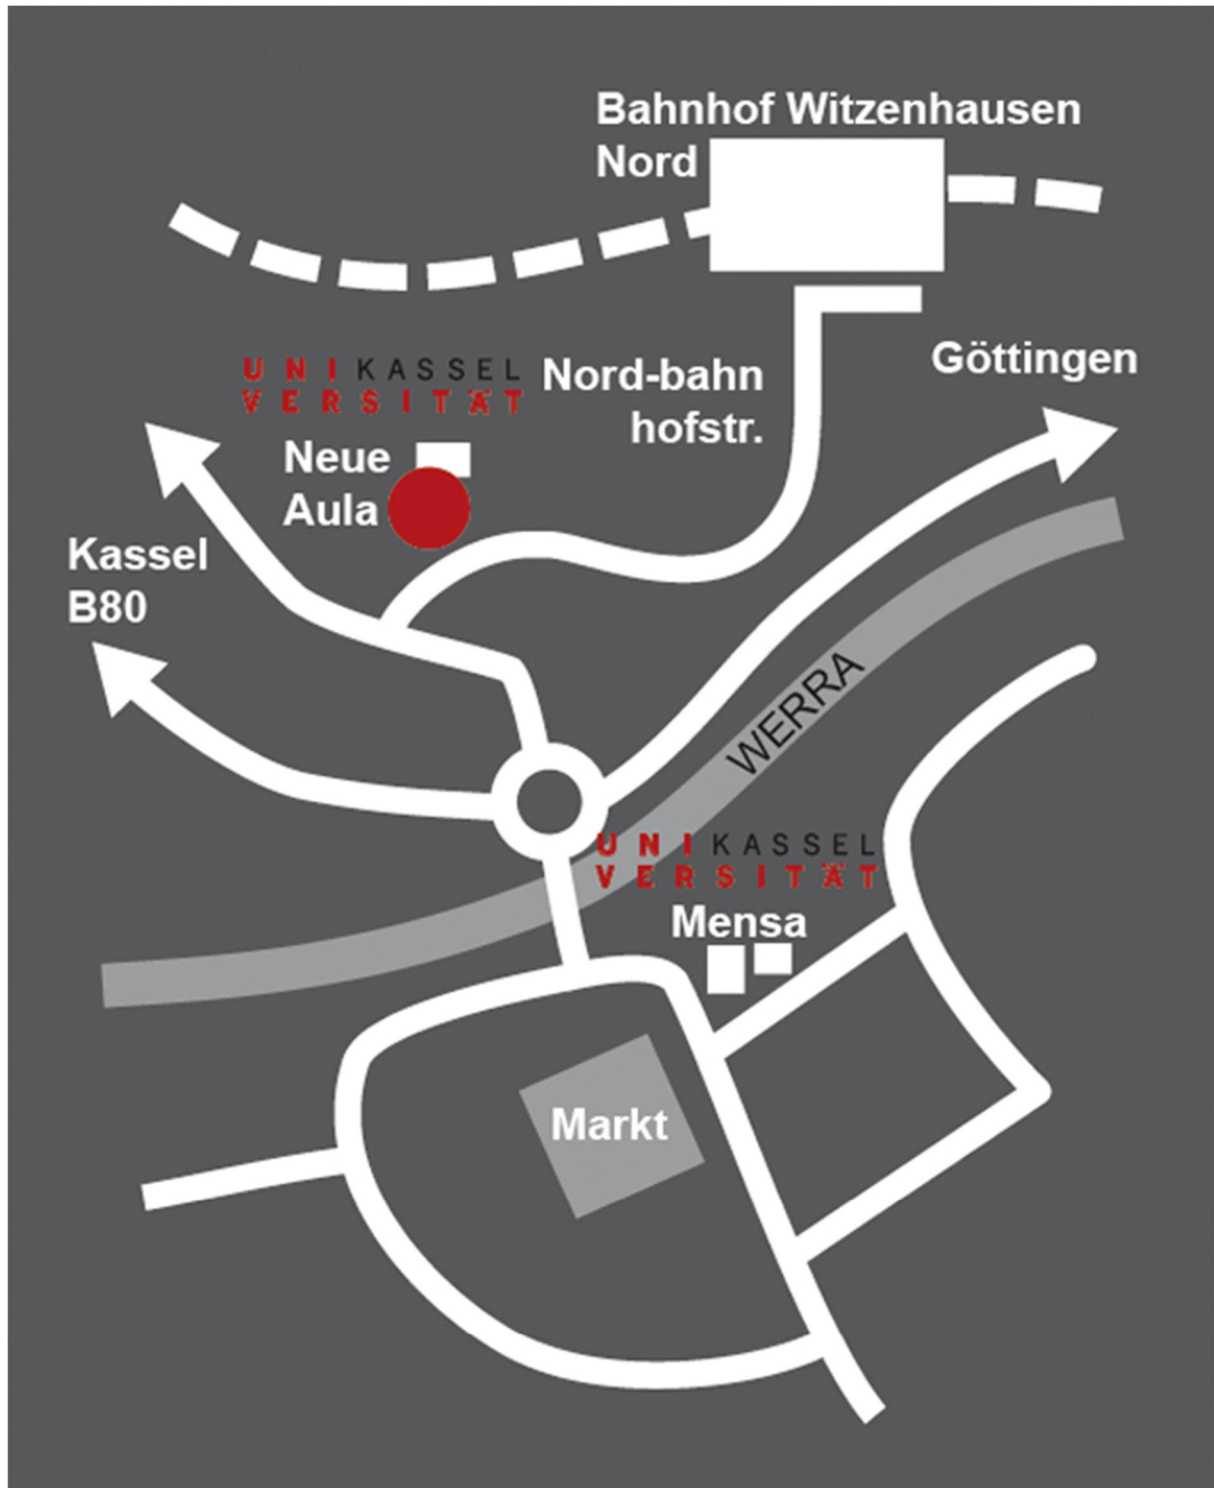 Bahnhof Witzenhausen
Nord
Göttingen
UNIKASSEL
VERSITÄT
Nord-bahn
hofstr.
Neue
Aula
Kassel
B80
WERRA
UNIKASSEL
VERSITÄT
Mensa
Markt